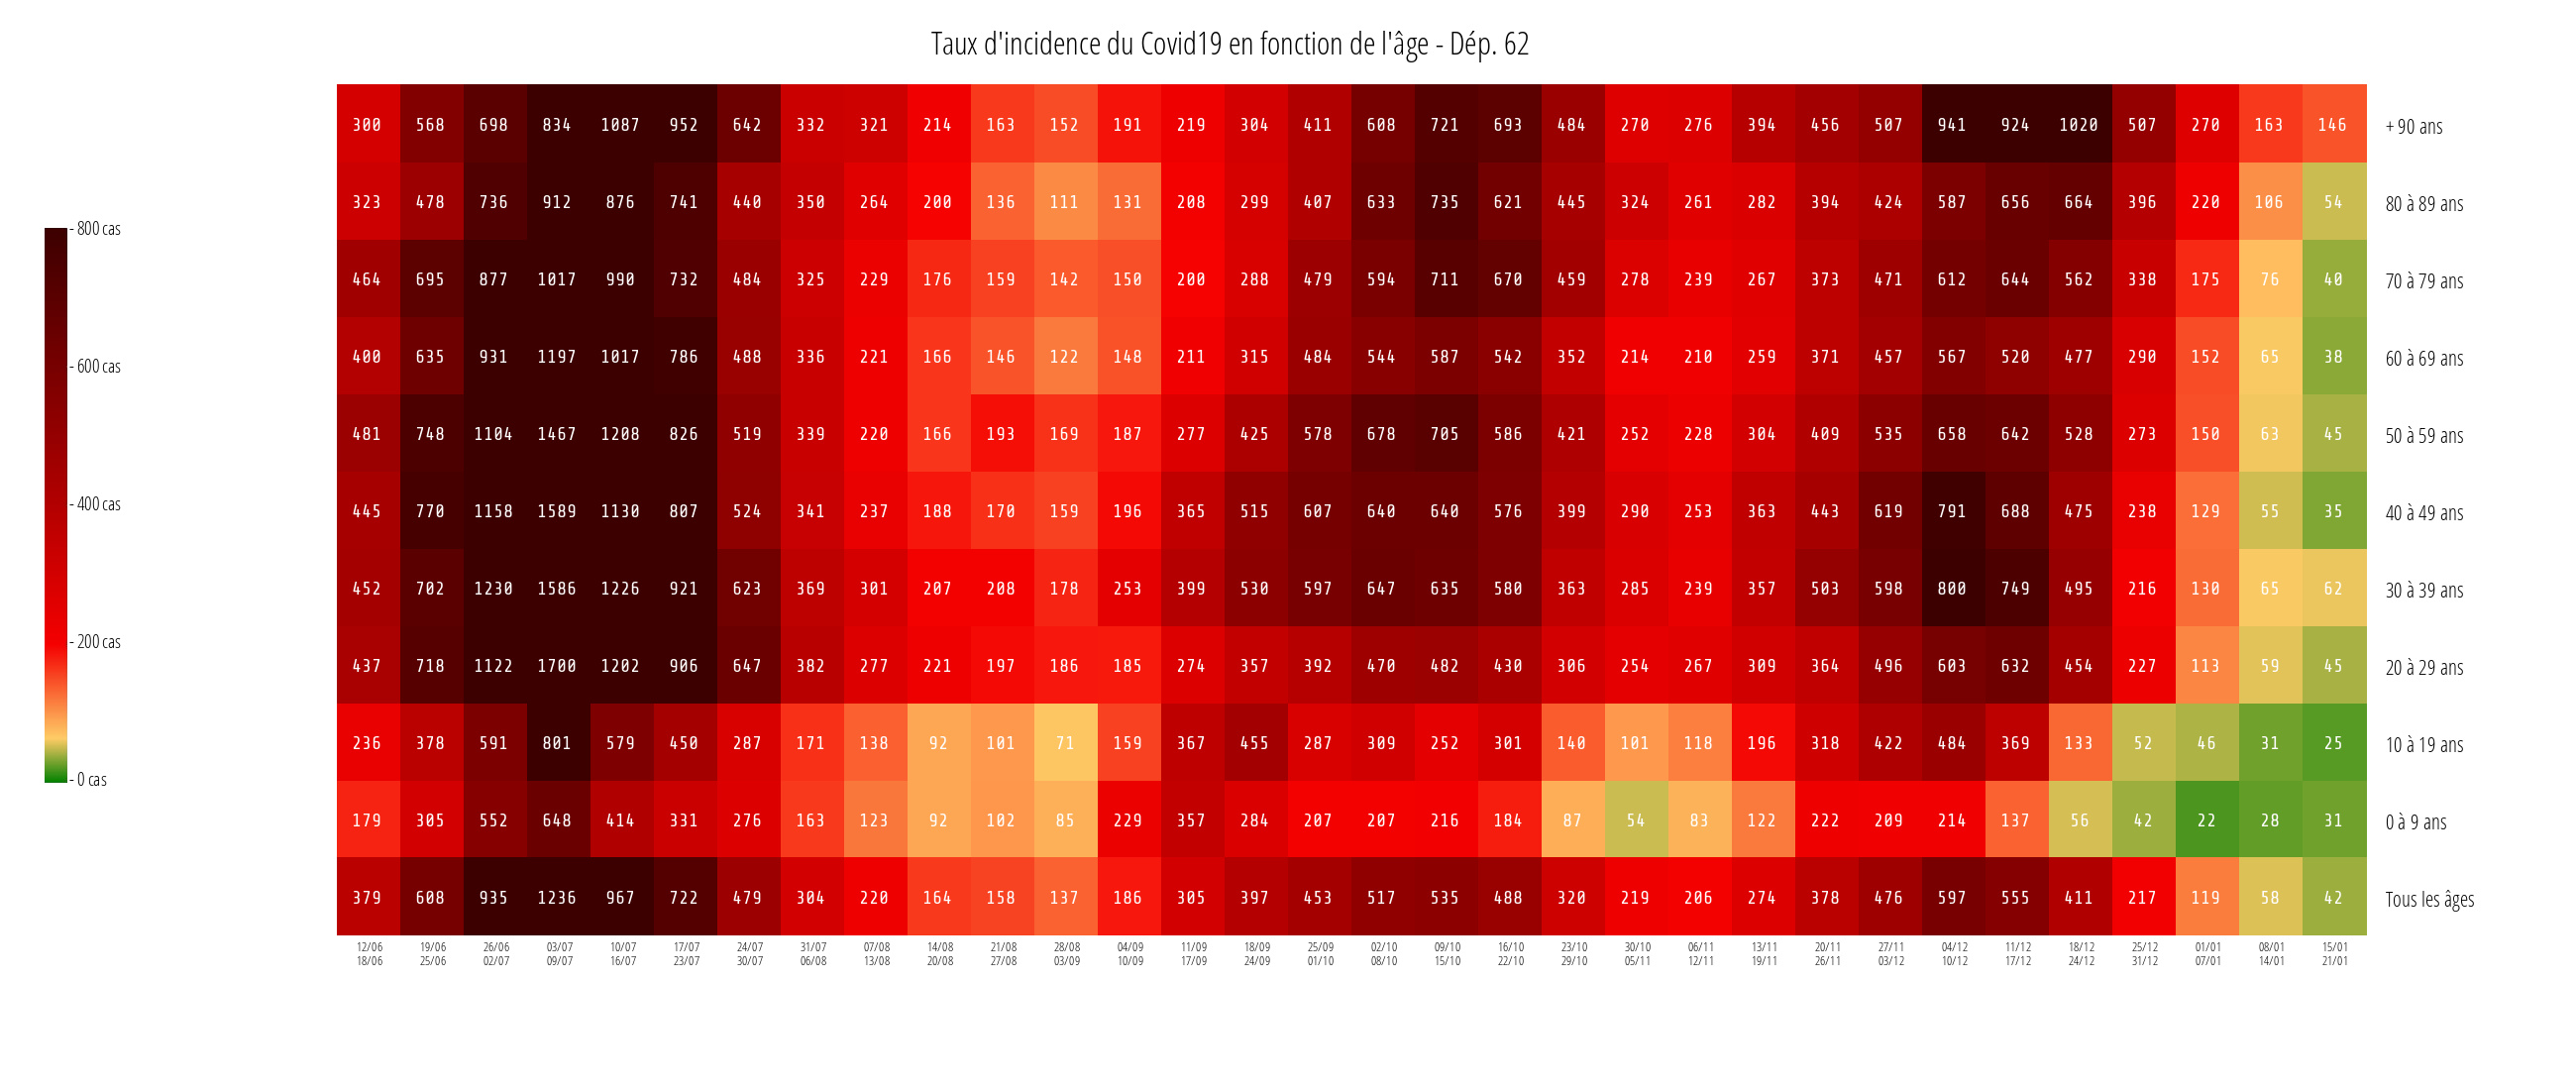 Taux d'incidence du Covid19 en fonction de l'âge - Dép. 62
- 800 cas
- 600 cas
- 400 cas
- 200 cas
- 0 cas
300 568 698 834 1087 952 642 332 321 214 163 152 191 219 304 411 608 721 693 484 270 276 394 456 507 941 924 1020 507 270 163 146 + 90 ans
323 478 736 912 876 741 440 350 264 200 136 111 131 208 299 407 633 735 621 445 324 261 282 394 424 587 656 664 396 220 106 54 80 à 89 ans
464 695 877 1017 990 732 484 325 229 176 159 142 150 200 288 479 594 711 670 459 278 239 267 373 471 612 644 562 338 175 76 40 70 à 79 ans
400 635 931 1197 1017 786 488 336 221 166 146 122 148 211 315 484 544 587 542 352 214 210 259 371 457 567 520 477 290 152 65 38 60 à 69 ans
481 748 1104 1467 1208 826 519 339 220 166 193 169 187 277 425 578 678 705 586 421 252 228 304 409 535 658 642 528 273 150 63 45 50 à 59 ans
445 770 1158 1589 1130 807 524 341 237 188 170 159 196 365 515 607 640 640 576 399 290 253 363 443 619 791 688 475 238 129 55 35 40 à 49 ans
452 702 1230 1586 1226 921 623 369 301 207 208 178 253 399 530 597 647 635 580 363 285 239 357 503 598 800 749 495 216 130 65 62 30 à 39 ans
437 718 1122 1700 1202 906 647 382 277 221 197 186 185 274 357 392 470 482 430 306 254 267 309 364 496 603 632 454 227 113 59 45 20 à 29 ans
236 378 591 801 579 450 287 171 138 92 101 71 159 367 455 287 309 252 301 140 101 118 196 318 422 484 369 133 52 46 31 25 10 à 19 ans
179 305 552 648 414 331 276 163 123 92 102 85 229 357 284 207 207 216 184 87 54 83 122 222 209 214 137 56 42 22 28 31 0 à 9 ans
379 608 935 1236 967 722 479 304 220 164 158 137 186 305 397 453 517 535 488 320 219 206 274 378 476 597 555 411 217 119 58 42 Tous les âges
12/06 19/06 26/06 03/07 10/07 17/07 24/07 31/07 07/08 14/08 21/08 28/08 04/09 11/09 18/09 25/09 02/10 09/10 16/10 23/10 30/10 06/11 13/11 20/11 27/11 04/12 11/12 18/12 25/12 01/01 08/01 15/01
18/06 25/06 02/07 09/07 16/07 23/07 30/07 06/08 13/08 20/08 27/08 03/09 10/09 17/09 24/09 01/10 08/10 15/10 22/10 29/10 05/11 12/11 19/11 26/11 03/12 10/12 17/12 24/12 31/12 07/01 14/01 21/01